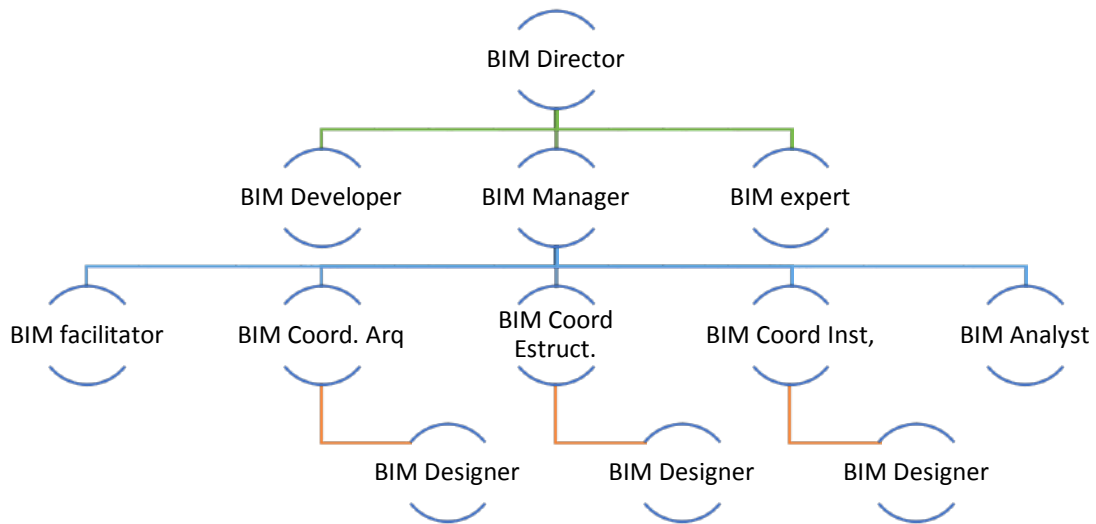 BIM Director
BIM Developer
BIM Manager
BIM expert
BIM facilitator
BIM Coord. Arq
BIM Coord
Estruct.
BIM Coord Inst,
BIM Analyst
BIM Designer
BIM Designer
BIM Designer